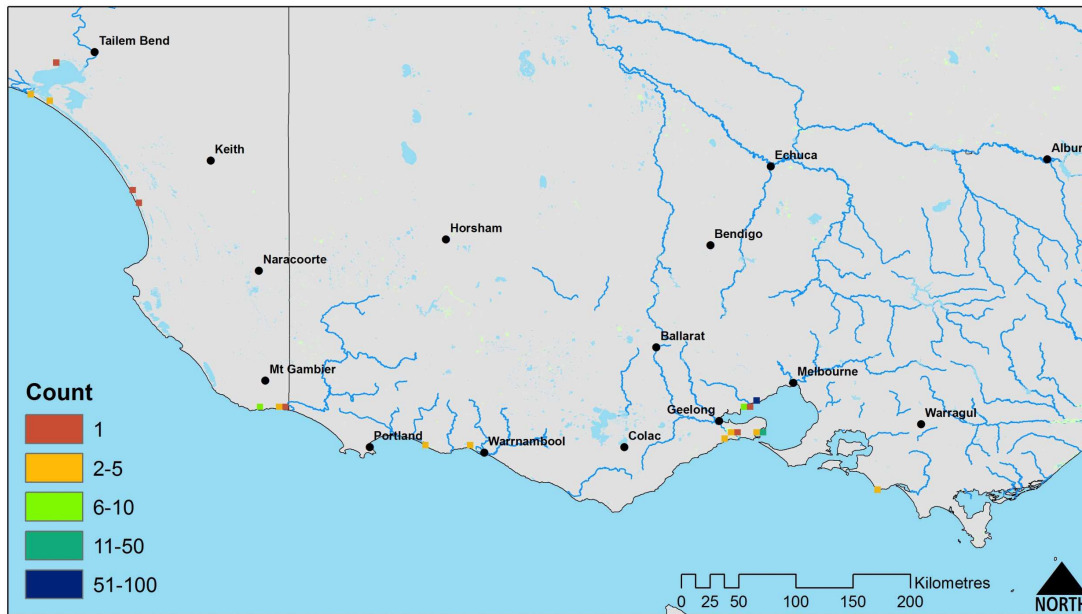 Tailem Bend
Keith
Echuca
Albur
Horsham
Bendigo
Naracoorte
Ballarat
Mt Gambier
Melbourne
Count
Geelong
Warragul
1
Portland
Warrnambool
Colac
2-5
6-10
11-50
51-100
Kilometres
0 25 50 100 150 200
NORTH